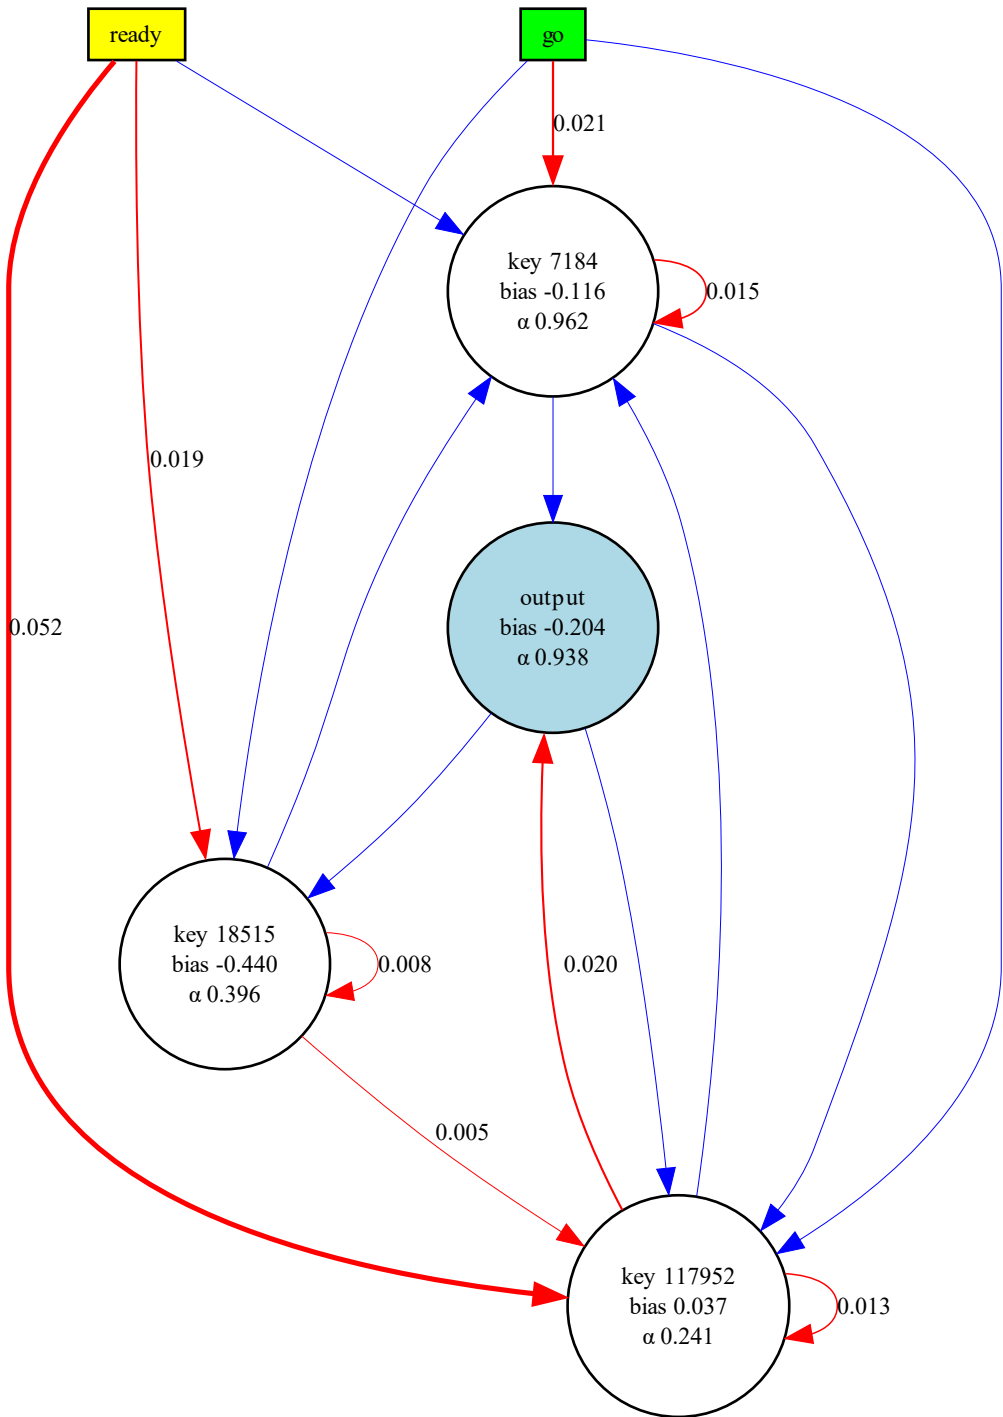 ready
go
0.021
key 7184
bias -0.116
α 0.962
0.015
0.019
output
bias -0.204
α 0.938
0.052
key 18515
bias -0.440
α 0.396
0.008
0.020
0.005
key 117952
bias 0.037
α 0.241
0.013